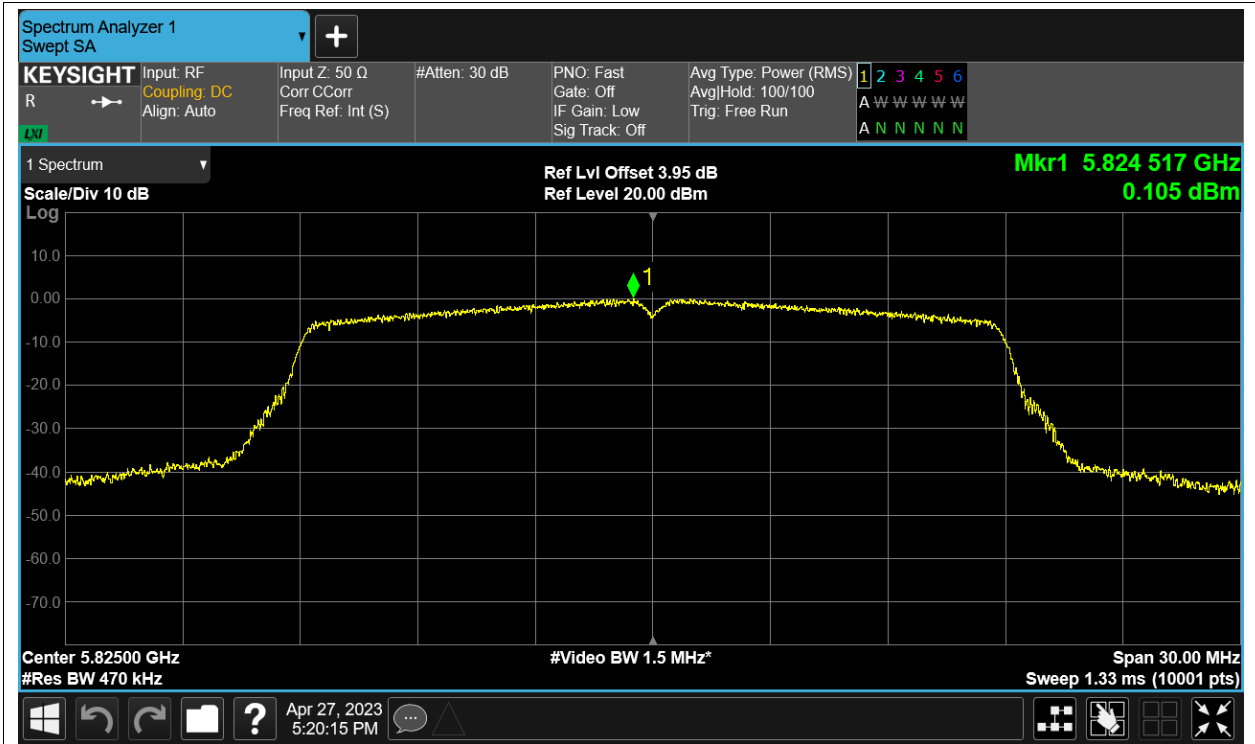 Spectrum Analyzer 1
Swept SA
KEYSIGHT
R
LXI
Input: RF
Coupling: DC
Align: Auto
Input Z: 50 Ω
Corr CCorr
Freq Ref: Int (S)
#Atten: 30 dB
PNO: Fast
Gate: Off
IF Gain: Low
Sig Track: Off
Avg Type: Power (RMS)
Avg|Hold: 100/100
Trig: Free Run
1 2 3 4 5 6
A W W W W W
A N N N N N
1 Spectrum
Scale/Div 10 dB
Log
Ref Lvl Offset 3.95 dB
Ref Level 20.00 dBm
Mkr1 5.824 517 GHz
0.105 dBm
10.0
0.00
-10.0
-20.0
-30.0
-40.0
-50.0
-60.0
-70.0
1
Center 5.82500 GHz
#Res BW 470 kHz
#Video BW 1.5 MHz*
Span 30.00 MHz
Sweep 1.33 ms (10001 pts)
?
Apr 27, 2023
5:20:15 PM